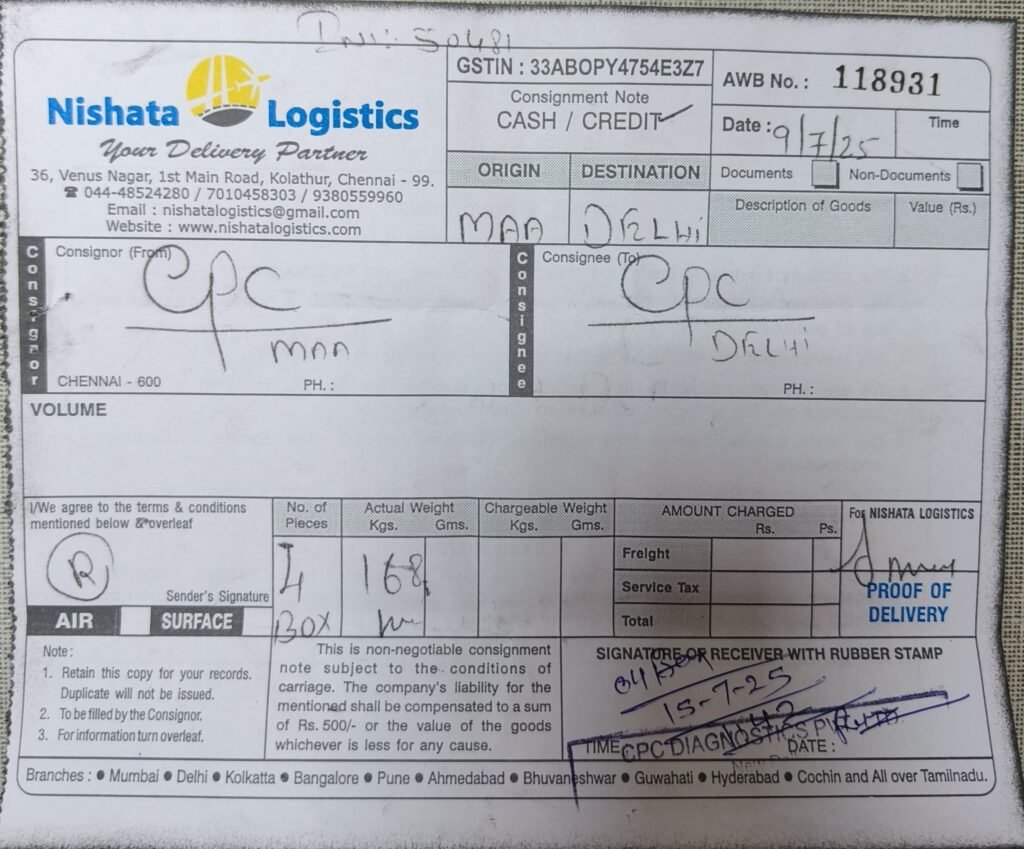 Inv: 50481
Nishata Logistics
Your Delivery Partner
36, Venus Nagar, 1st Main Road, Kolathur, Chennai - 99.
☎ 044-48524280 / 7010458303 / 9380559960
Email : nishatalogistics@gmail.com
Website : www.nishatalogistics.com
GSTIN : 33ABOPY4754E3Z7
Consignment Note
CASH / CREDIT ✓
AWB No. : 118931
Date : 9/7/25
Time
ORIGIN DESTINATION
MAA DELHI
Documents Non-Documents
Description of Goods Value (Rs.)
Consignor
Consignor (From)
CPC
MAA
CHENNAI - 600 PH. :
Consignee
Consignee (To)
CPC
DELHI
PH. :
VOLUME
I/We agree to the terms & conditions
mentioned below & overleaf
R
Sender's Signature
AIR SURFACE
No. of
Pieces
4
BOX
Actual Weight
Kgs. Gms.
168
Chargeable Weight
Kgs. Gms.
AMOUNT CHARGED
Rs. Ps.
Freight
Service Tax
Total
For NISHATA LOGISTICS
PROOF OF
DELIVERY
Note :
1. Retain this copy for your records.
Duplicate will not be issued.
2. To be filled by the Consignor.
3. For information turn overleaf.
This is non-negotiable consignment
note subject to the conditions of
carriage. The company's liability for the
mentioned shall be compensated to a sum
of Rs. 500/- or the value of the goods
whichever is less for any cause.
SIGNATURE OF RECEIVER WITH RUBBER STAMP
04 Box
15-7-25
TIME : DATE :
CPC DIAGNOSTICS PVT. LTD.
New Delhi
Branches : ● Mumbai ● Delhi ● Kolkatta ● Bangalore ● Pune ● Ahmedabad ● Bhuvaneshwar ● Guwahati ● Hyderabad ● Cochin and All over Tamilnadu.